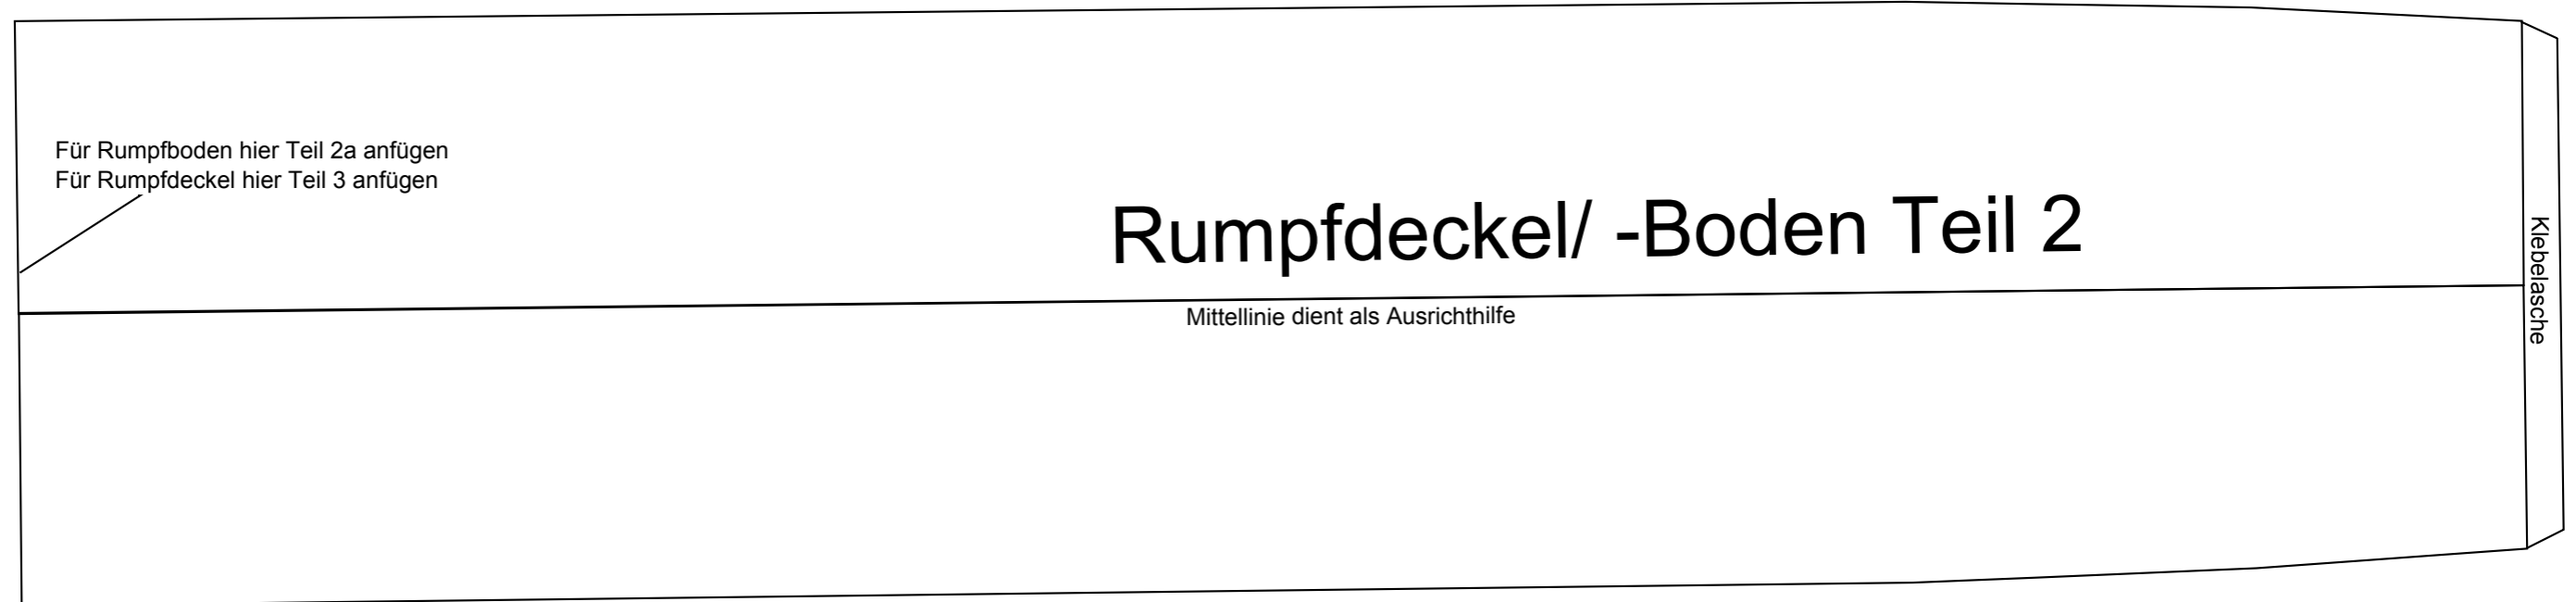 Für Rumpfboden hier Teil 2a anfügen
Für Rumpfdeckel hier Teil 3 anfügen
Rumpfdeckel/ -Boden Teil 2
Mittellinie dient als Ausrichthilfe
Klebelasche